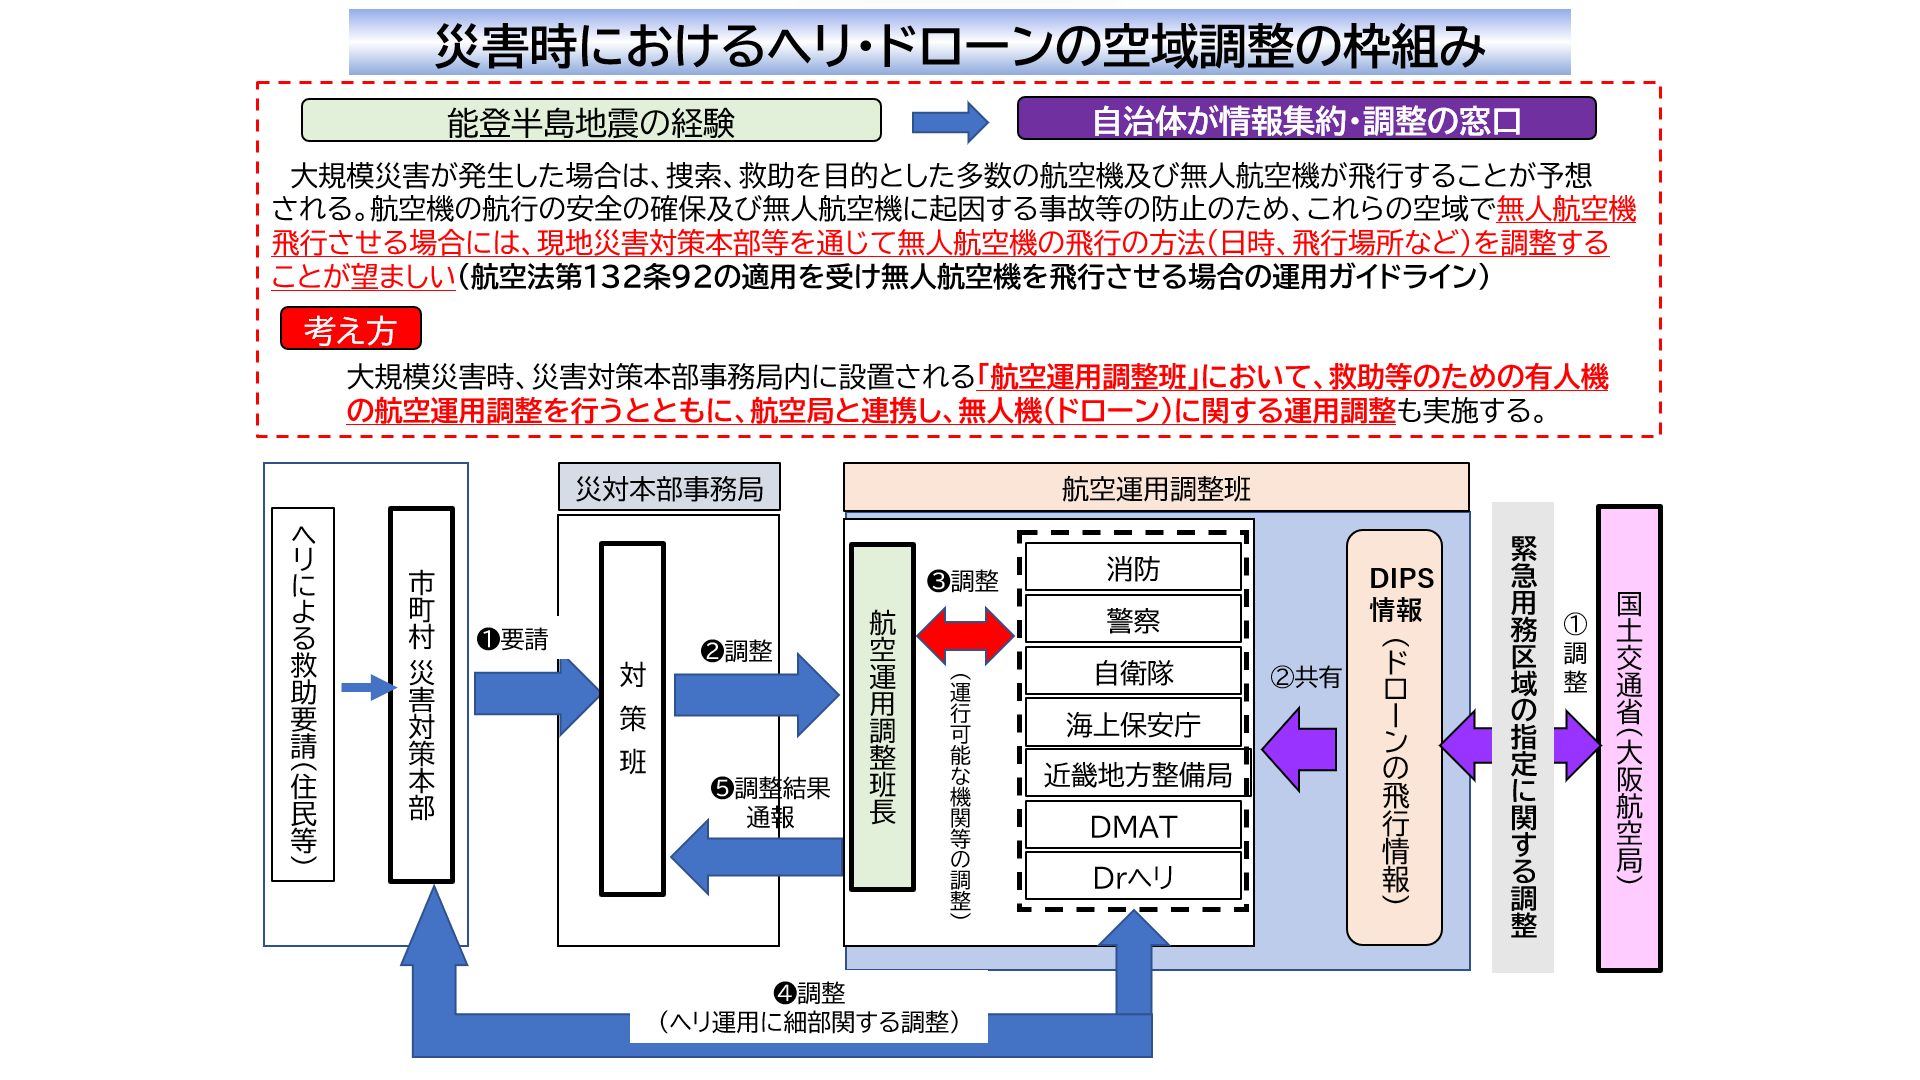 災害時におけるヘリ・ドローンの空域調整の枠組み
能登半島地震の経験
自治体が情報集約・調整の窓口
大規模災害が発生した場合は、捜索、救助を目的とした多数の航空機及び無人航空機が飛行することが予想
される。航空機の航行の安全の確保及び無人航空機に起因する事故等の防止のため、これらの空域で無人航空機
飛行させる場合には、現地災害対策本部等を通じて無人航空機の飛行の方法（日時、飛行場所など）を調整する
ことが望ましい（航空法第132条92の適用を受け無人航空機を飛行させる場合の運用ガイドライン）
考え方
大規模災害時、災害対策本部事務局内に設置される「航空運用調整班」において、救助等のための有人機
の航空運用調整を行うとともに、航空局と連携し、無人機（ドローン）に関する運用調整も実施する。
ヘリによる救助要請（住民等）
市町村 災害対策本部
❶要請
災対本部事務局
対策班
❷調整
❺調整結果
通報
航空運用調整班
航空運用調整班長
❸調整
（運行可能な機関等の調整）
消防
警察
自衛隊
海上保安庁
近畿地方整備局
DMAT
Drヘリ
②共有
DIPS
情報
（ドローンの飛行情報）
緊急用務区域の指定に関する調整
①調整
国土交通省（大阪航空局）
❹調整
（ヘリ運用に細部関する調整）